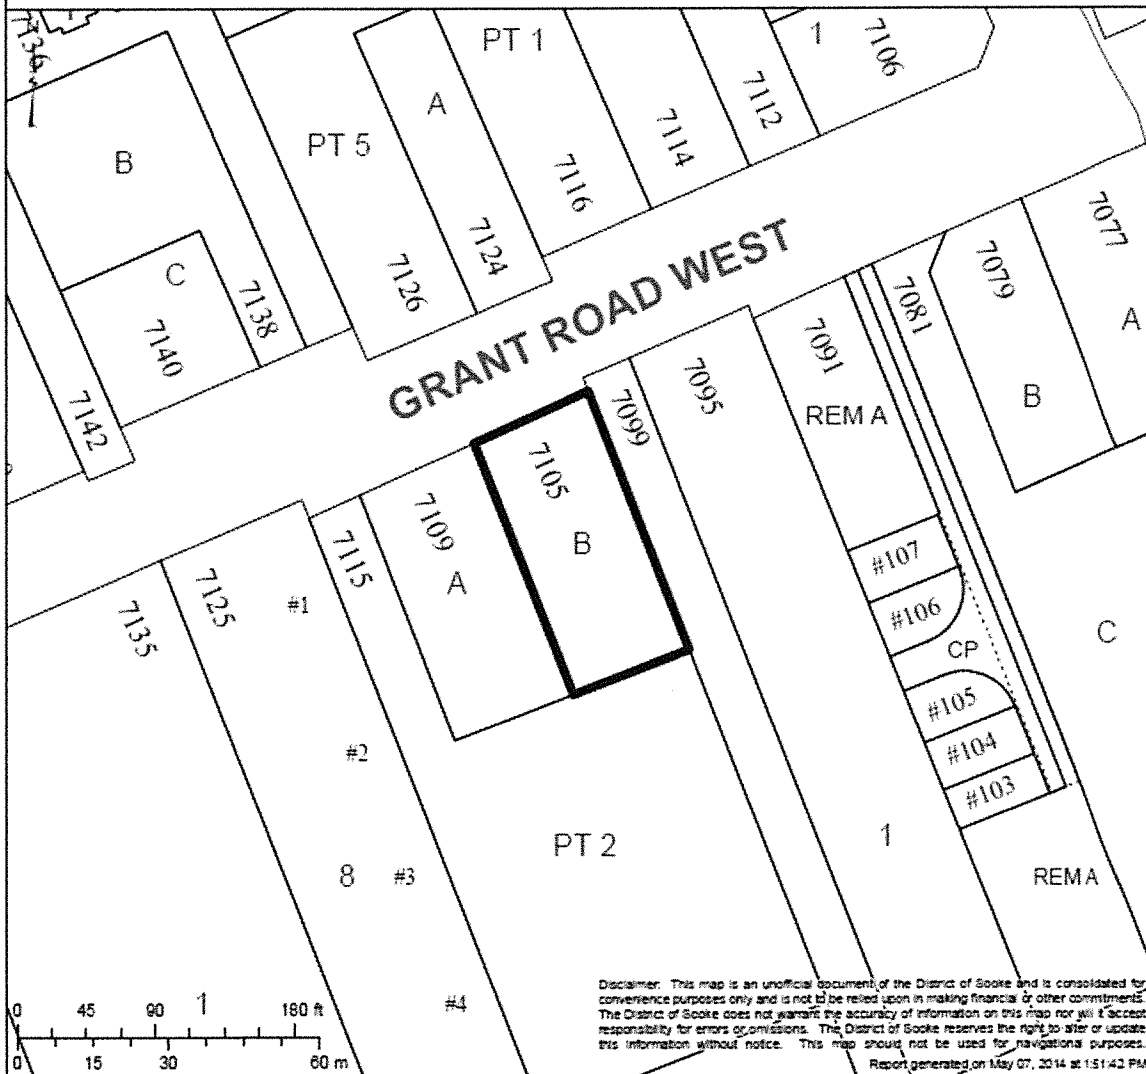 7136
PT 1
1
7106
A
7112
B
PT 5
7114
7116
7124
7077
C
7126
7138
GRANT ROAD WEST
7079
7081
7140
A
7091
7142
7095
7099
B
REM A
7105
7109
B
7115
#107
A
7125
#1
#106
7135
CP
C
#105
#2
#104
#103
PT 2
1
8
#3
REM A
1
#4
0 45 90 180 ft
0 15 30 60 m
Disclaimer: This map is an unofficial document of the District of Sooke and is consolidated for
convenience purposes only and is not to be relied upon in making financial or other commitments.
The District of Sooke does not warrant the accuracy of information on this map nor will it accept
responsibility for errors or omissions. The District of Sooke reserves the right to alter or update
this information without notice. This map should not be used for navigational purposes.
Report generated on May 07, 2014 at 1:51:42 PM